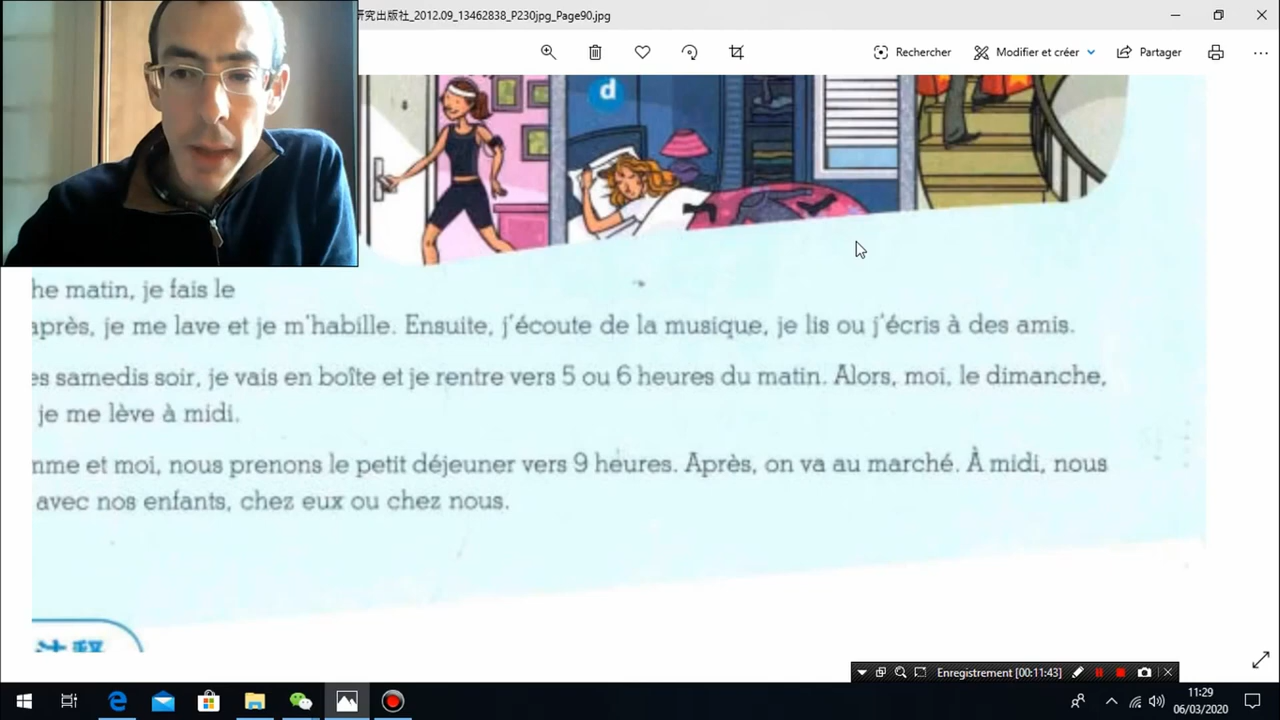 研究出版社_2012.09_13462838_P230jpg_Page90.jpg
Rechercher
Modifier et créer
Partager
d
he matin, je fais le
après, je me lave et je m'habille. Ensuite, j'écoute de la musique, je lis ou j'écris à des amis.
es samedis soir, je vais en boîte et je rentre vers 5 ou 6 heures du matin. Alors, moi, le dimanche,
je me lève à midi.
mme et moi, nous prenons le petit déjeuner vers 9 heures. Après, on va au marché. À midi, nous
avec nos enfants, chez eux ou chez nous.
Enregistrement [00:11:43]
11:29
06/03/2020